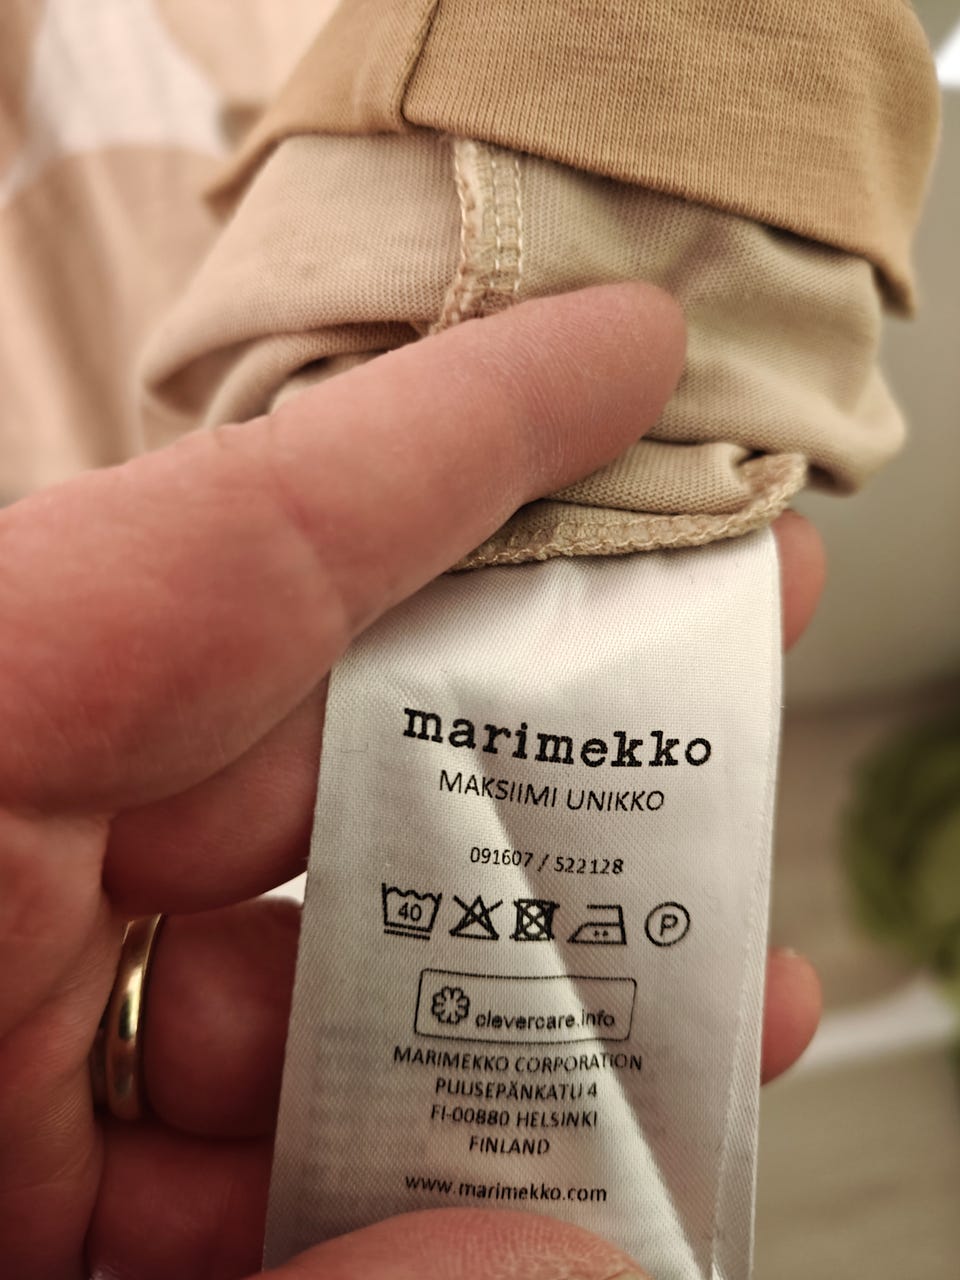 marimekko
MAKSIIMI UNIKKO
091607 / 522128
40 P
clevercare.info
MARIMEKKO CORPORATION
PUUSEPÄNKATU 4
FI-00880 HELSINKI
FINLAND
www.marimekko.com